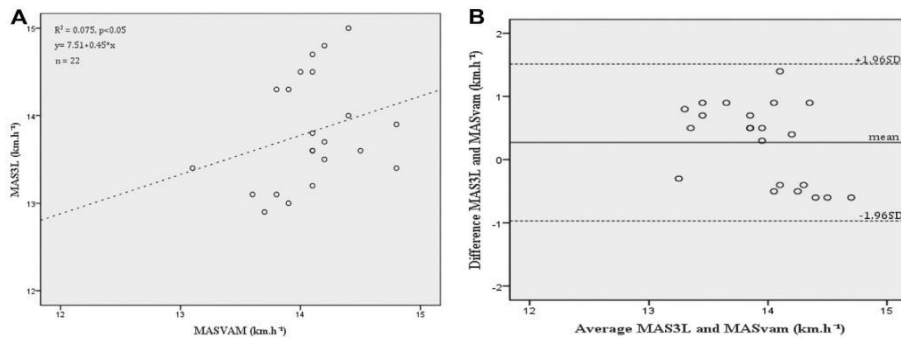 A
R² = 0.075, p<0.05
y= 7.51+0.45*x
n = 22
MAS3L (km.h⁻¹)
15
14
13
12
12
13
14
15
MASVAM (km.h⁻¹)
B
Difference MAS3L and MASvam (km.h⁻¹)
2
1
0
-1
-2
+1.96SD
mean
-1.96SD
12
13
14
15
Average MAS3L and MASvam (km.h⁻¹)